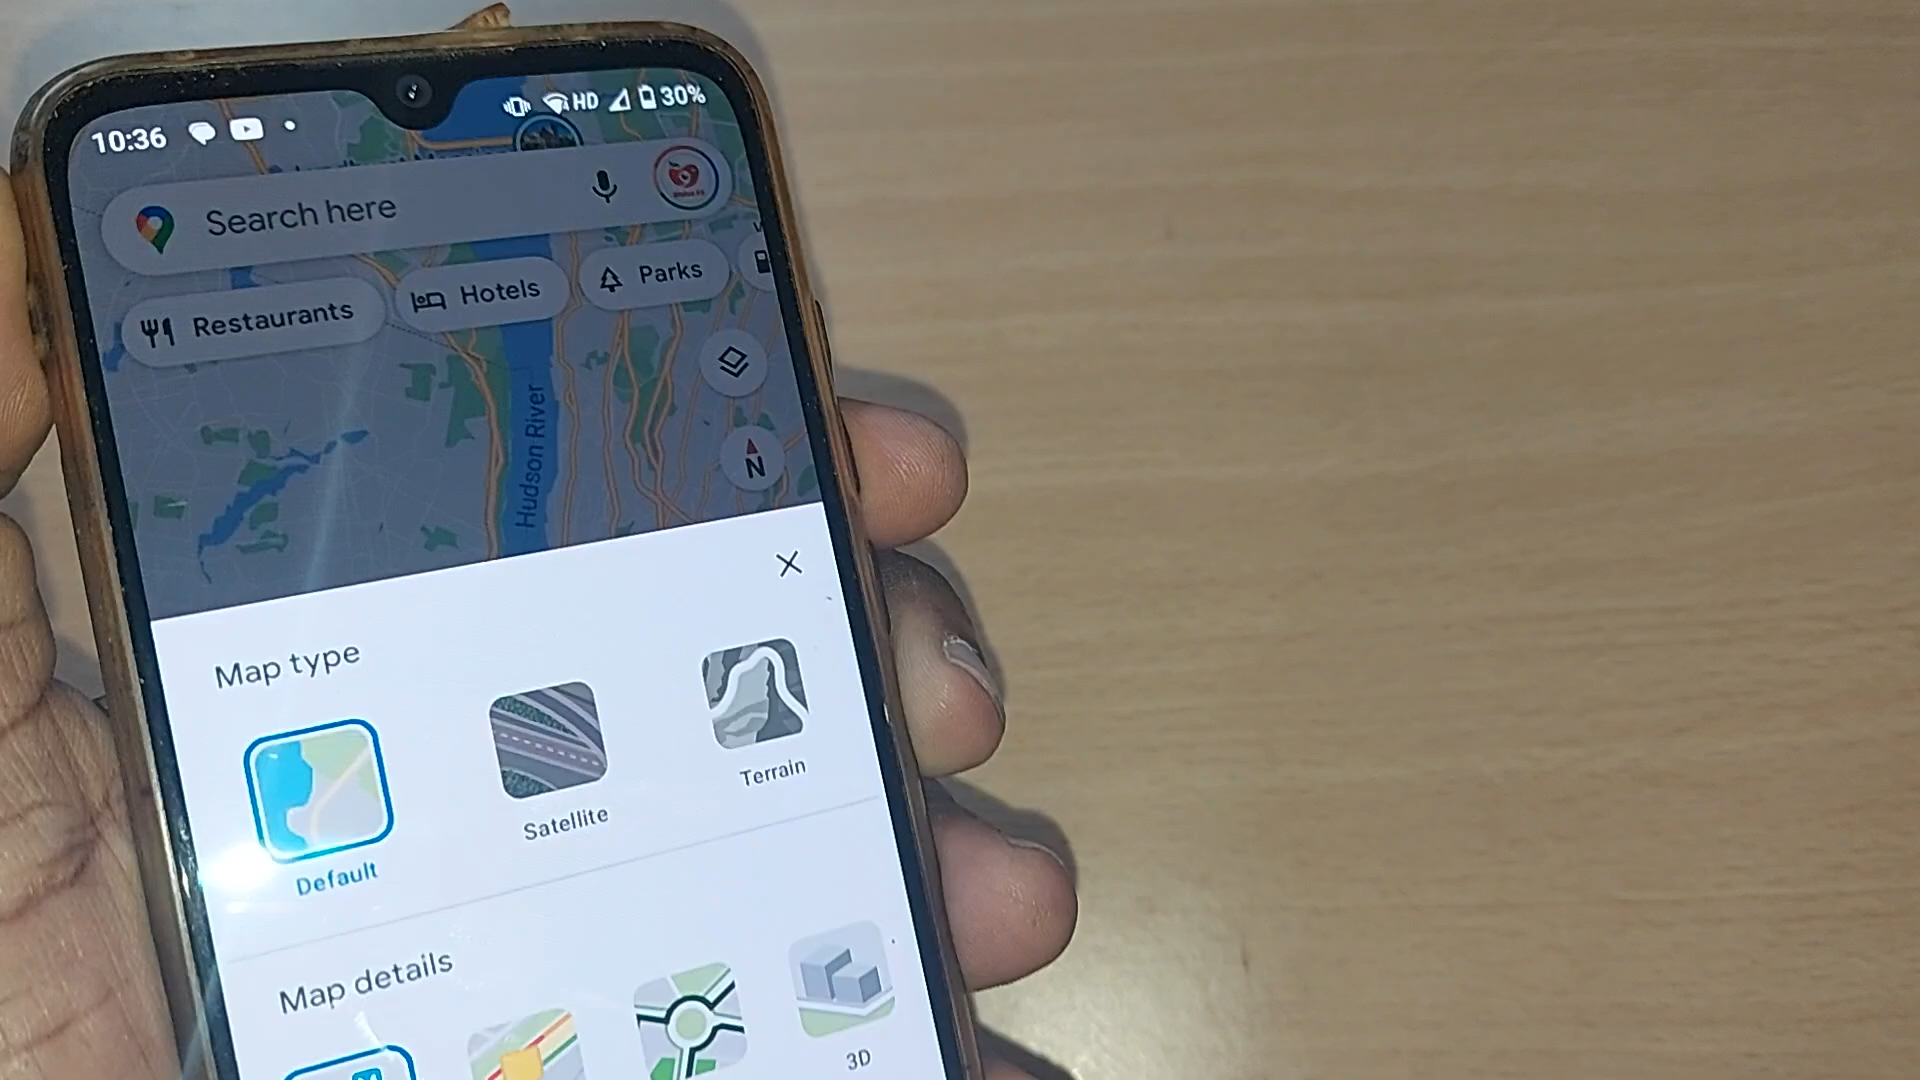 10:36 HD 30%
Search here
Restaurants Hotels Parks
Hudson River
N
Map type
Default Satellite Terrain
Map details
3D